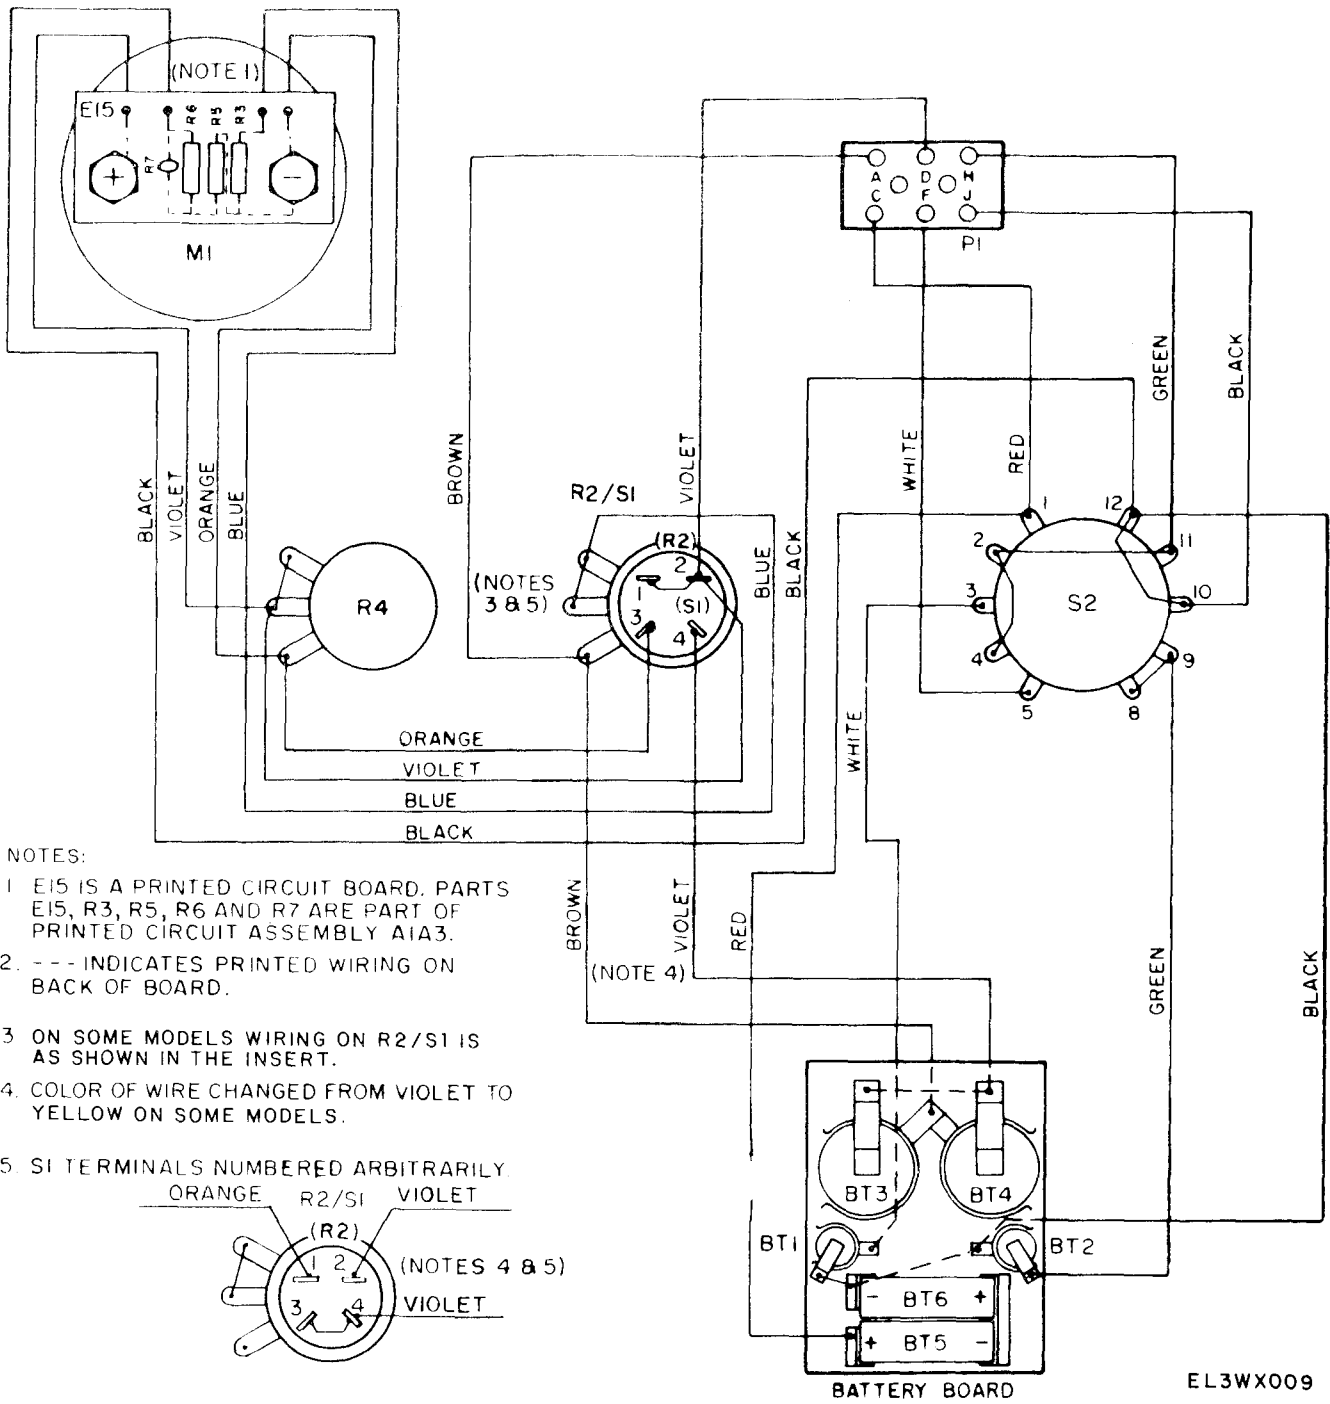 (NOTE 1)
E15
R6
R5
R3
R7
+
−
M1
A
D
H
C
F
J
P1
BLACK
VIOLET
ORANGE
BLUE
BROWN
VIOLET
WHITE
RED
GREEN
BLACK
R4
R2/S1
(R2)
(NOTES
3 & 5)
1
2
(S1)
3
4
BLUE
BLACK
1
12
2
11
3
S2
10
4
9
5
8
ORANGE
VIOLET
BLUE
BLACK
WHITE
BROWN
VIOLET
RED
(NOTE 4)
GREEN
BLACK
NOTES:
1 E15 IS A PRINTED CIRCUIT BOARD. PARTS
E15, R3, R5, R6 AND R7 ARE PART OF
PRINTED CIRCUIT ASSEMBLY A1A3.
2. --- INDICATES PRINTED WIRING ON
BACK OF BOARD.
3 ON SOME MODELS WIRING ON R2/S1 IS
AS SHOWN IN THE INSERT.
4. COLOR OF WIRE CHANGED FROM VIOLET TO
YELLOW ON SOME MODELS.
5. S1 TERMINALS NUMBERED ARBITRARILY.
ORANGE
R2/S1
VIOLET
(R2)
1
2
(NOTES 4 & 5)
3
4
VIOLET
BT3
BT4
BT1
BT2
− BT6 +
+ BT5 −
BATTERY BOARD
EL3WX009